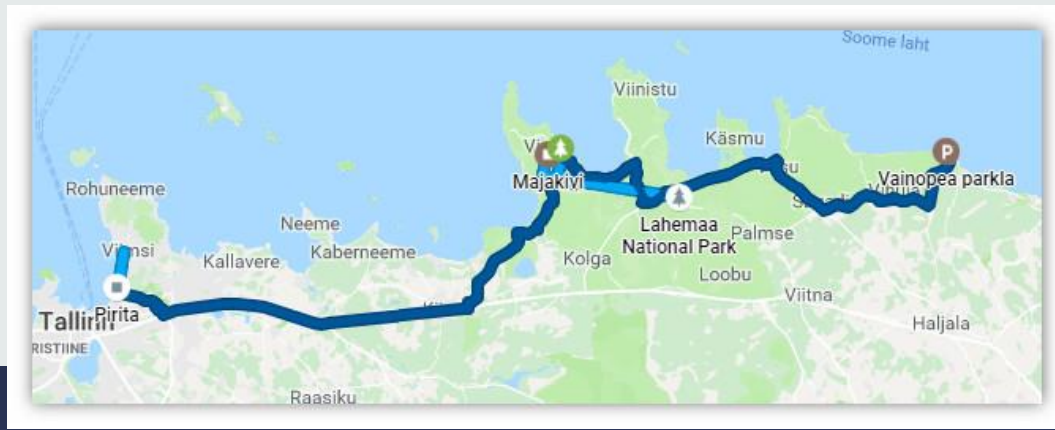 Soome laht
Viinistu
Käsmu
Majakivi
Vainopea parkla
Rohuneeme
Neeme
Lahemaa
National Park
Palmse
Kallavere
Kaberneeme
Kolga
Loobu
Viitna
Pirita
Tallinn
Haljala
RISTIINE
Raasiku